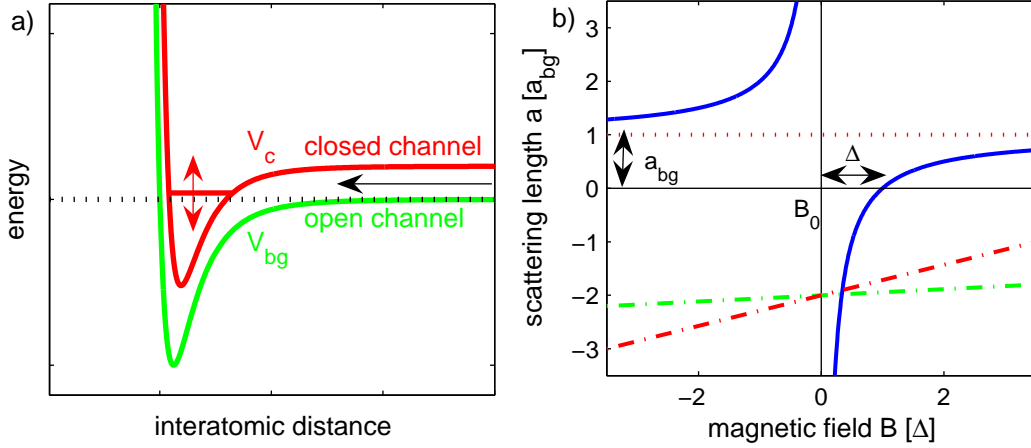 a)
energy
V_c
closed channel
open channel
V_bg
interatomic distance
b)
scattering length a [a_bg]
3
2
1
0
−1
−2
−3
a_bg
Δ
B_0
−2
0
2
magnetic field B [Δ]